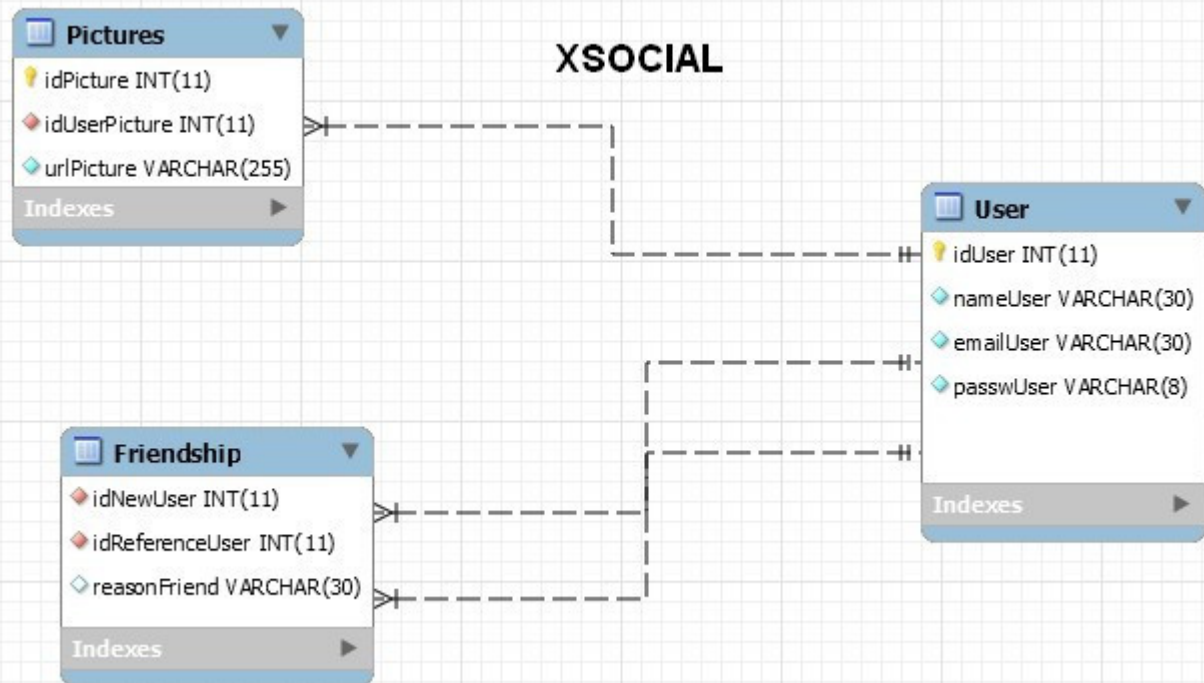 Pictures
idPicture INT(11)
idUserPicture INT(11)
urlPicture VARCHAR(255)
Indexes
XSOCIAL
User
idUser INT(11)
nameUser VARCHAR(30)
emailUser VARCHAR(30)
passwUser VARCHAR(8)
Indexes
Friendship
idNewUser INT(11)
idReferenceUser INT(11)
reasonFriend VARCHAR(30)
Indexes